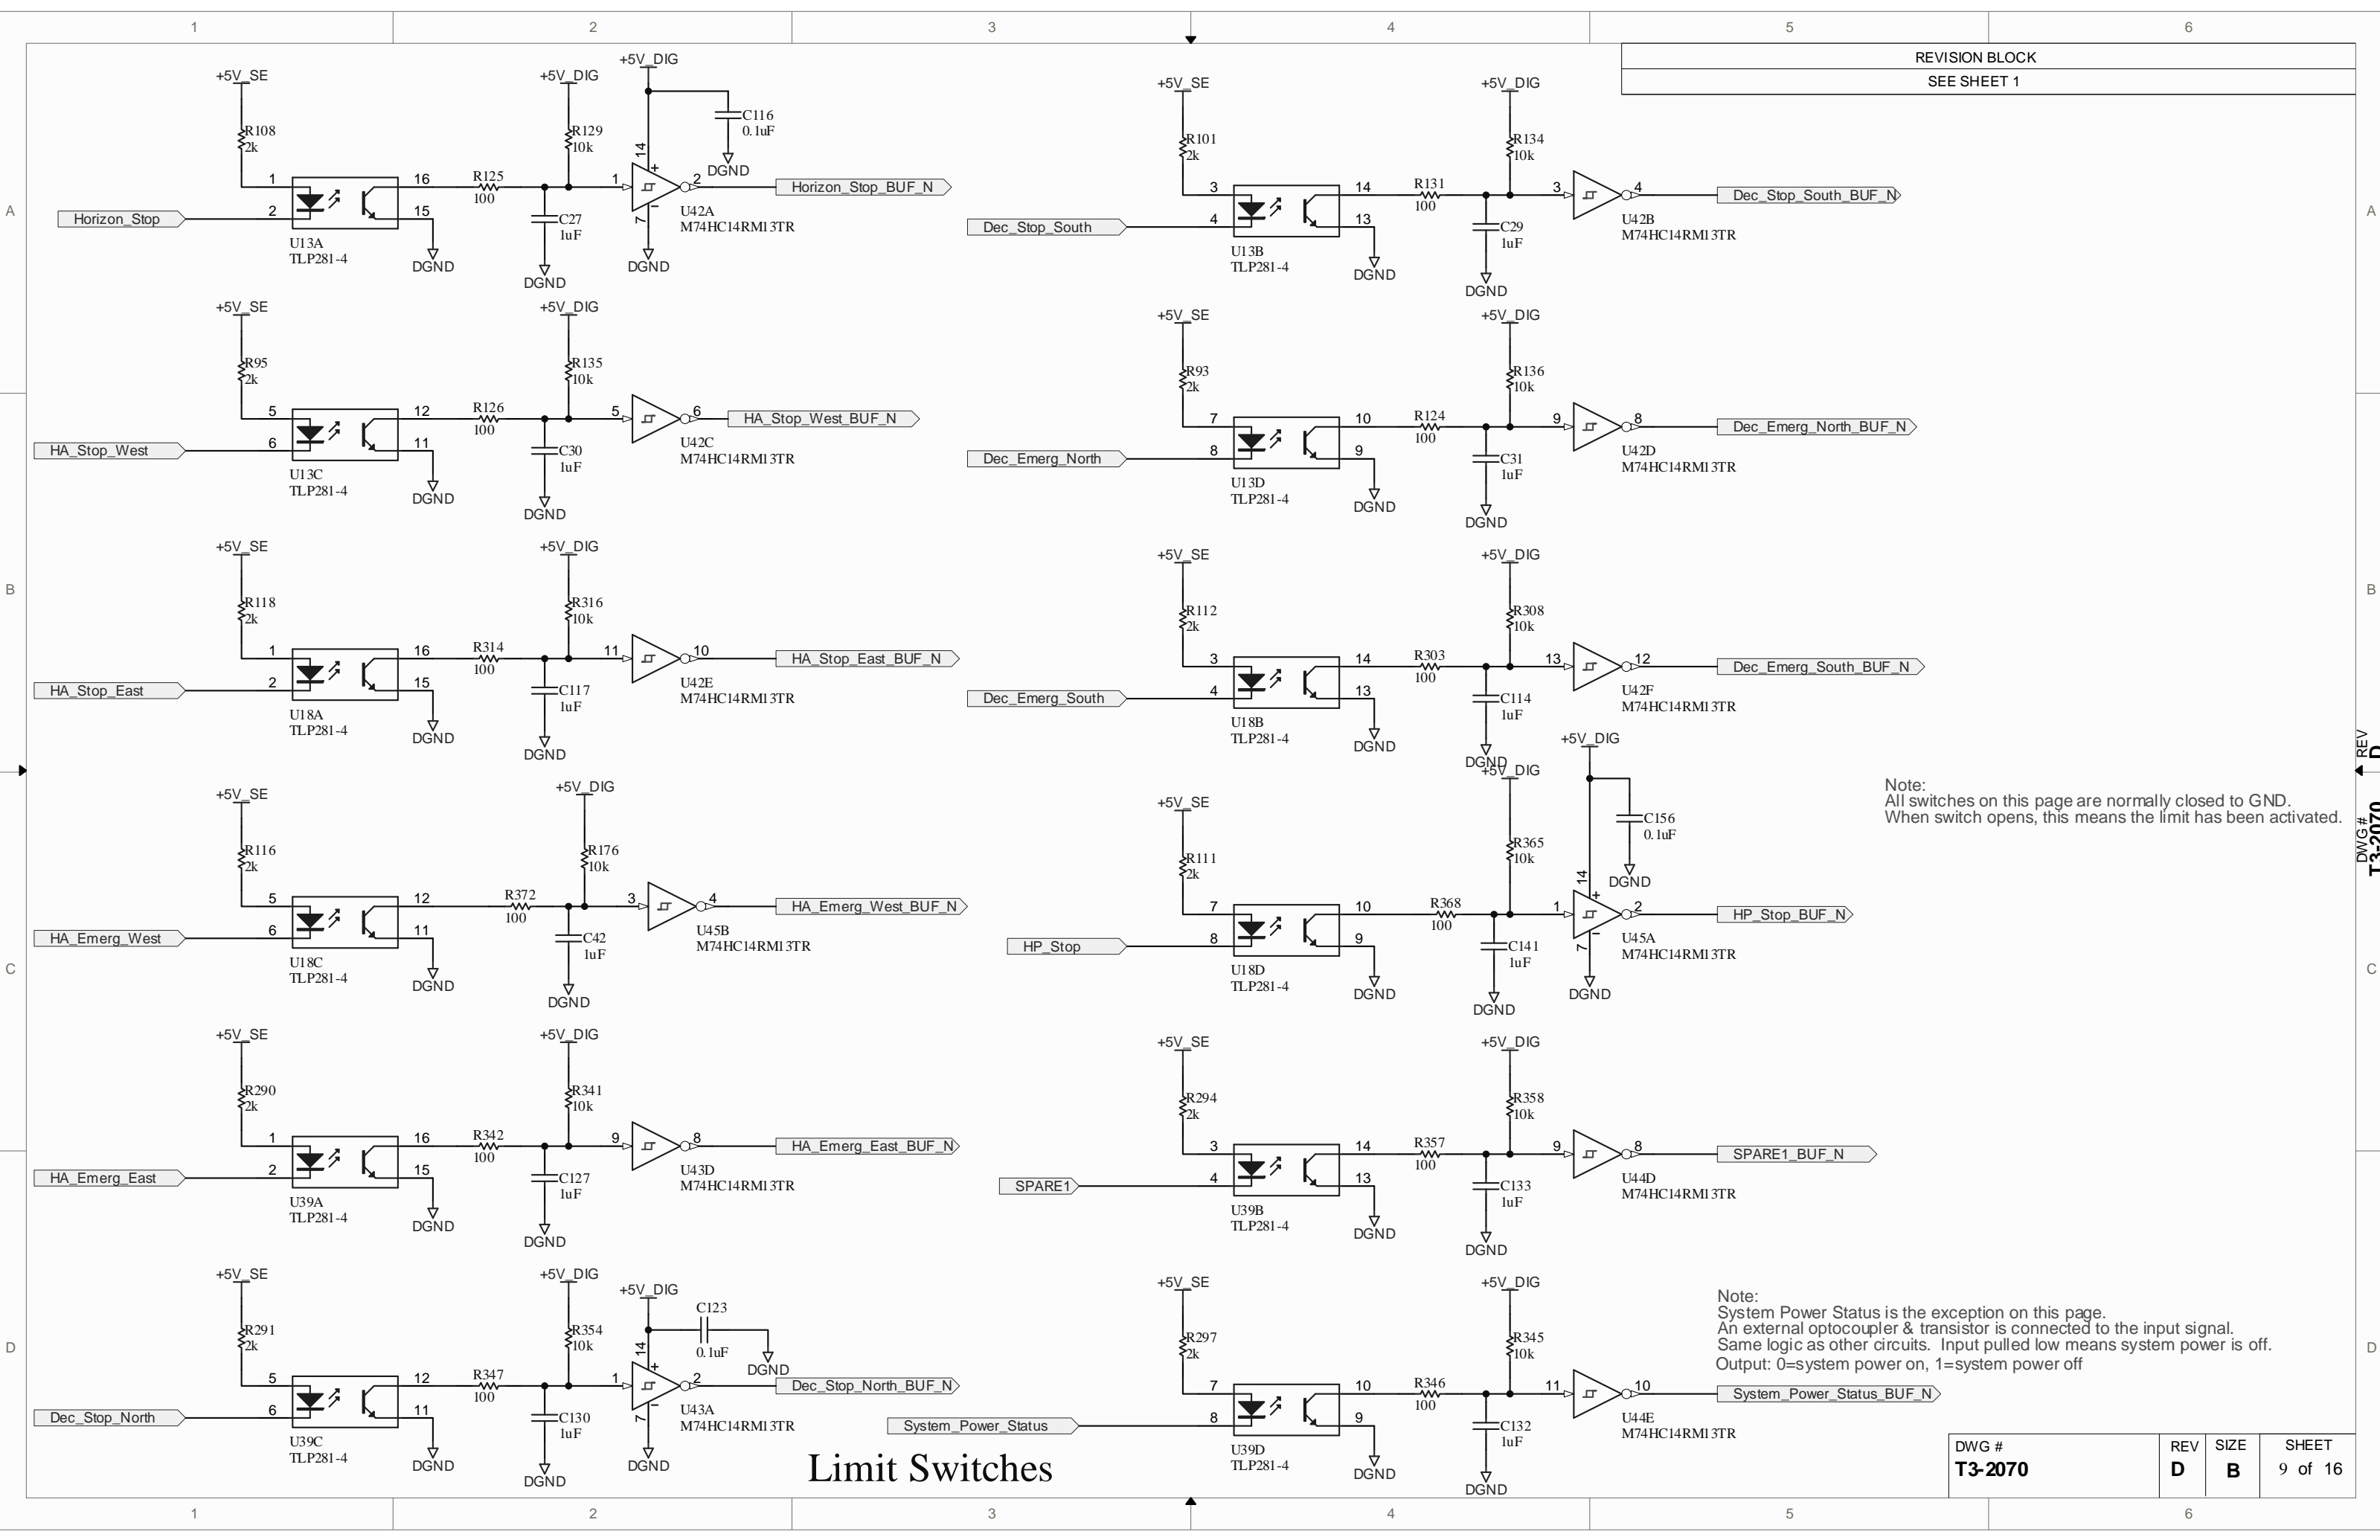 1 2 3 4 5 6
REVISION BLOCK
SEE SHEET 1
A
+5V_SE
R108
2k
1
2
Horizon_Stop
U13A
TLP281-4
16
15
DGND
R125
100
+5V_DIG
R129
10k
C27
1uF
DGND
+5V_DIG
C116
0.1uF
DGND
14
1
2
7
U42A
M74HC14RM13TR
DGND
Horizon_Stop_BUF_N
+5V_SE
R101
2k
3
4
Dec_Stop_South
U13B
TLP281-4
14
13
DGND
R131
100
+5V_DIG
R134
10k
C29
1uF
DGND
3
4
U42B
M74HC14RM13TR
Dec_Stop_South_BUF_N
A
+5V_SE
R95
2k
5
6
HA_Stop_West
U13C
TLP281-4
12
11
DGND
R126
100
+5V_DIG
R135
10k
C30
1uF
DGND
5
6
U42C
M74HC14RM13TR
HA_Stop_West_BUF_N
+5V_SE
R93
2k
7
8
Dec_Emerg_North
U13D
TLP281-4
10
9
DGND
R124
100
+5V_DIG
R136
10k
C31
1uF
DGND
9
8
U42D
M74HC14RM13TR
Dec_Emerg_North_BUF_N
B
+5V_SE
R118
2k
1
2
HA_Stop_East
U18A
TLP281-4
16
15
DGND
R314
100
+5V_DIG
R316
10k
C117
1uF
DGND
11
10
U42E
M74HC14RM13TR
HA_Stop_East_BUF_N
+5V_SE
R112
2k
3
4
Dec_Emerg_South
U18B
TLP281-4
14
13
DGND
R303
100
+5V_DIG
R308
10k
C114
1uF
DGND
13
12
U42F
M74HC14RM13TR
Dec_Emerg_South_BUF_N
B
REV
D
DWG #
T3-2070
Note:
All switches on this page are normally closed to GND.
When switch opens, this means the limit has been activated.
C
+5V_SE
R116
2k
5
6
HA_Emerg_West
U18C
TLP281-4
12
11
DGND
R372
100
+5V_DIG
R176
10k
C42
1uF
DGND
3
4
U45B
M74HC14RM13TR
HA_Emerg_West_BUF_N
+5V_SE
R111
2k
7
8
HP_Stop
U18D
TLP281-4
10
9
DGND
R368
100
+5V_DIG
R365
10k
C141
1uF
DGND
+5V_DIG
C156
0.1uF
DGND
14
1
2
7
U45A
M74HC14RM13TR
DGND
HP_Stop_BUF_N
C
+5V_SE
R290
2k
1
2
HA_Emerg_East
U39A
TLP281-4
16
15
DGND
R342
100
+5V_DIG
R341
10k
C127
1uF
DGND
9
8
U43D
M74HC14RM13TR
HA_Emerg_East_BUF_N
+5V_SE
R294
2k
3
4
SPARE1
U39B
TLP281-4
14
13
DGND
R357
100
+5V_DIG
R358
10k
C133
1uF
DGND
9
8
U44D
M74HC14RM13TR
SPARE1_BUF_N
D
+5V_SE
R291
2k
5
6
Dec_Stop_North
U39C
TLP281-4
12
11
DGND
R347
100
+5V_DIG
R354
10k
C130
1uF
DGND
+5V_DIG
C123
0.1uF
DGND
14
1
2
7
U43A
M74HC14RM13TR
DGND
Dec_Stop_North_BUF_N
+5V_SE
R297
2k
7
8
System_Power_Status
U39D
TLP281-4
10
9
DGND
R346
100
+5V_DIG
R345
10k
C132
1uF
DGND
11
10
U44E
M74HC14RM13TR
System_Power_Status_BUF_N
Note:
System Power Status is the exception on this page.
An external optocoupler & transistor is connected to the input signal.
Same logic as other circuits. Input pulled low means system power is off.
Output: 0=system power on, 1=system power off
D
Limit Switches
DWG # REV SIZE SHEET
T3-2070 D B 9 of 16
1 2 3 4 5 6